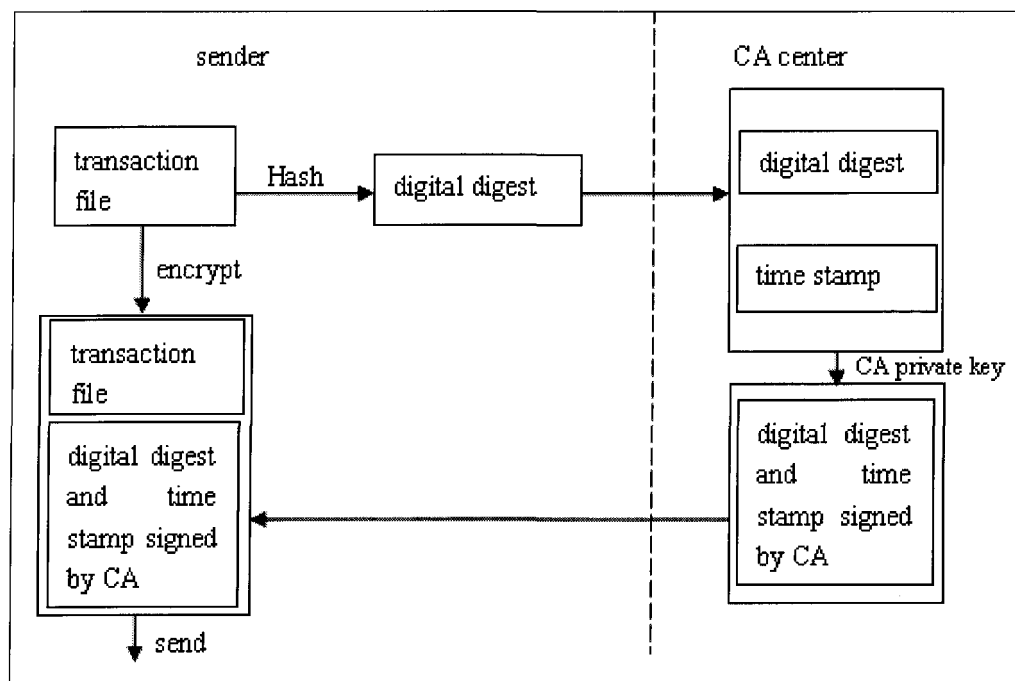 sender
CA center
transaction
file
Hash
digital digest
digital digest
time stamp
encrypt
CA private key
transaction
file
digital digest
and time
stamp signed
by CA
digital digest
and time
stamp signed
by CA
send